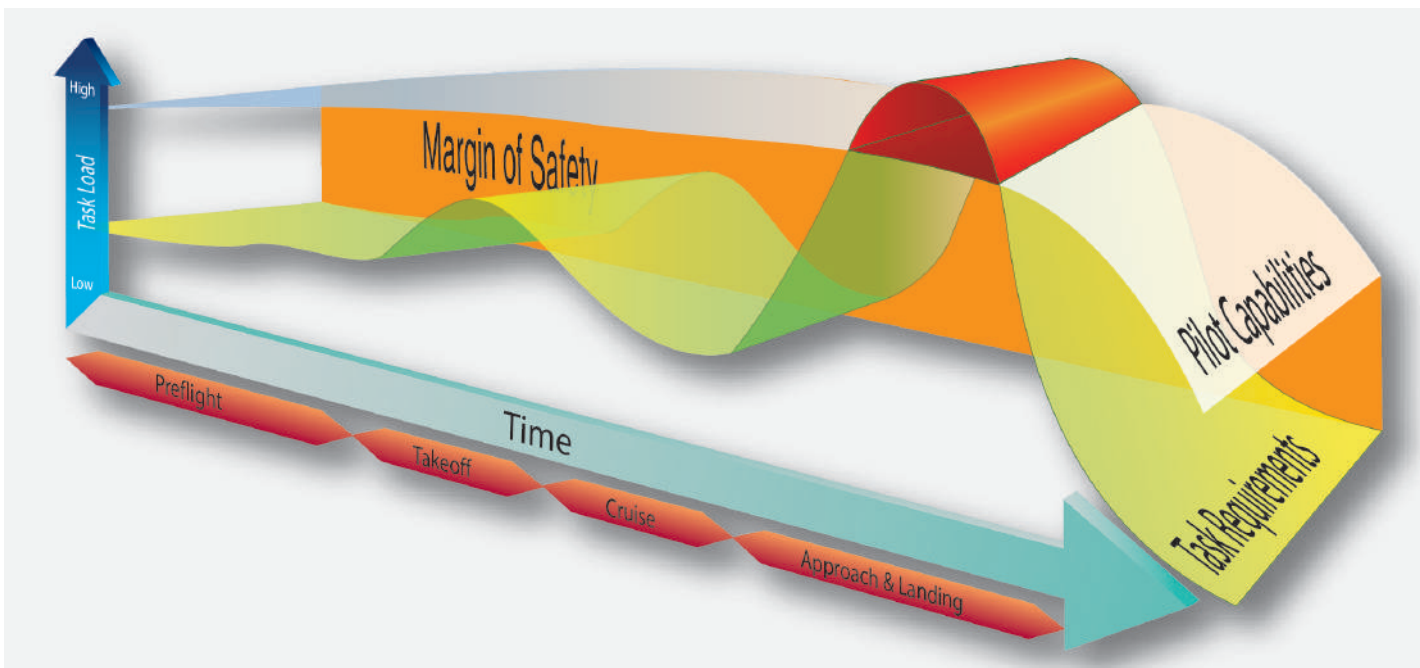 High
Task Load
Low
Margin of Safety
Pilot Capabilities
Task Requirements
Time
Preflight
Takeoff
Cruise
Approach & Landing